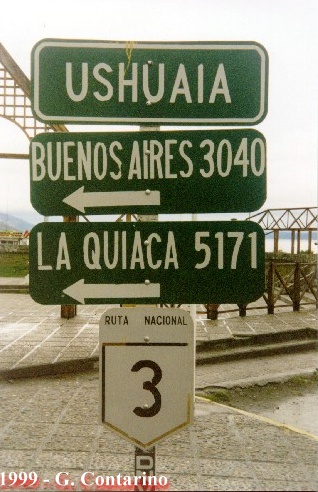 USHUAIA
BUENOS AIRES 3040
LA QUIACA 5171
RUTA NACIONAL
3
D
1999 - G. Contarino